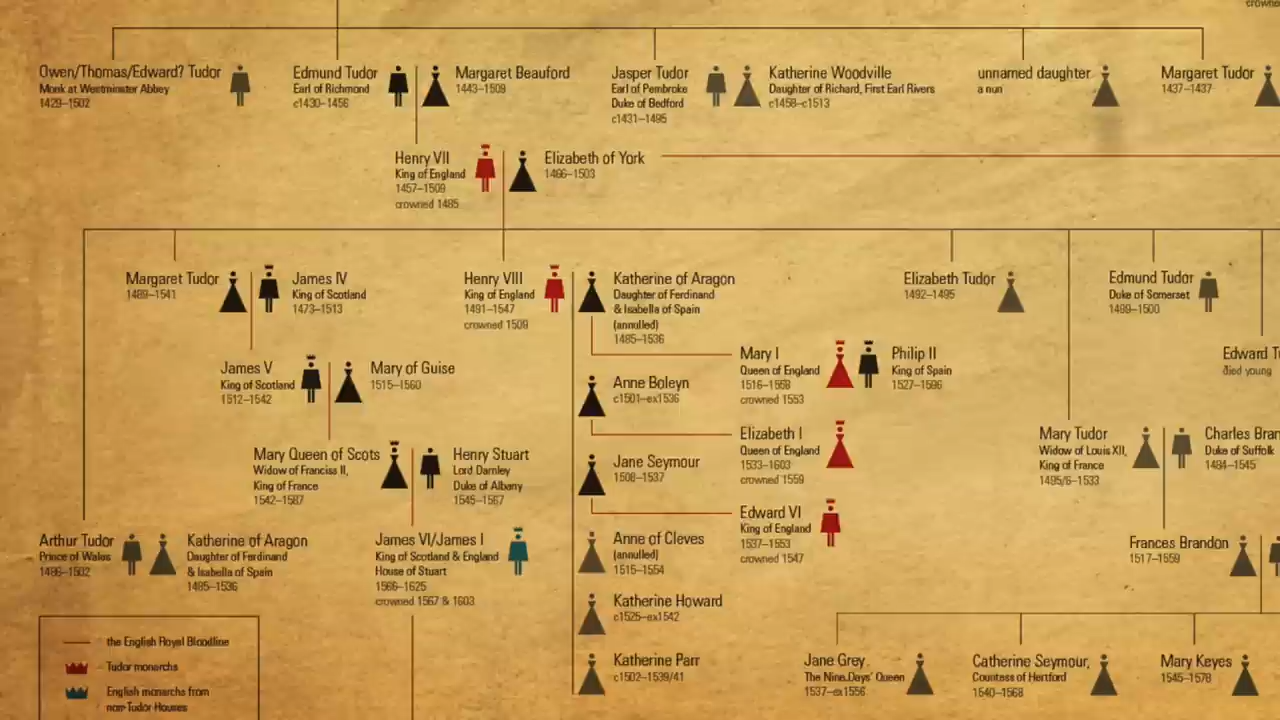 crowned
Owen/Thomas/Edward? Tudor
Monk at Westminster Abbey
1429–1502
Edmund Tudor
Earl of Richmond
c1430–1456
Margaret Beauford
1443–1509
Jasper Tudor
Earl of Pembroke
Duke of Bedford
c1431–1495
Katherine Woodville
Daughter of Richard, First Earl Rivers
c1458–c1513
unnamed daughter
a nun
Margaret Tudor
1437–1437
Henry VII
King of England
1457–1509
crowned 1485
Elizabeth of York
1466–1503
Margaret Tudor
1489–1541
James IV
King of Scotland
1473–1513
Henry VIII
King of England
1491–1547
crowned 1509
Katherine of Aragon
Daughter of Ferdinand
& Isabella of Spain
(annulled)
1485–1536
Elizabeth Tudor
1492–1495
Edmund Tudor
Duke of Somerset
1499–1500
Edward T
died young
James V
King of Scotland
1512–1542
Mary of Guise
1515–1560
Anne Boleyn
c1501–ex1536
Mary I
Queen of England
1516–1558
crowned 1553
Philip II
King of Spain
1527–1596
Mary Queen of Scots
Widow of Franciss II,
King of France
1542–1587
Henry Stuart
Lord Darnley
Duke of Albany
1545–1567
Jane Seymour
1508–1537
Elizabeth I
Queen of England
1533–1603
crowned 1559
Mary Tudor
Widow of Louis XII,
King of France
1495/6–1533
Charles Bran
Duke of Suffolk
1484–1545
Arthur Tudor
Prince of Wales
1486–1502
Katherine of Aragon
Daughter of Ferdinand
& Isabella of Spain
1485–1536
James VI/James I
King of Scotland & England
House of Stuart
1566–1625
crowned 1567 & 1603
Anne of Cleves
(annulled)
1515–1554
Edward VI
King of England
1537–1553
crowned 1547
Frances Brandon
1517–1559
Katherine Howard
c1525–ex1542
Katherine Parr
c1502–1539/41
Jane Grey
The Nine Days' Queen
1537–ex1556
Catherine Seymour,
Countess of Hertford
1540–1568
Mary Keyes
1545–1578
the English Royal Bloodline
Tudor monarchs
English monarchs from
non-Tudor Houses